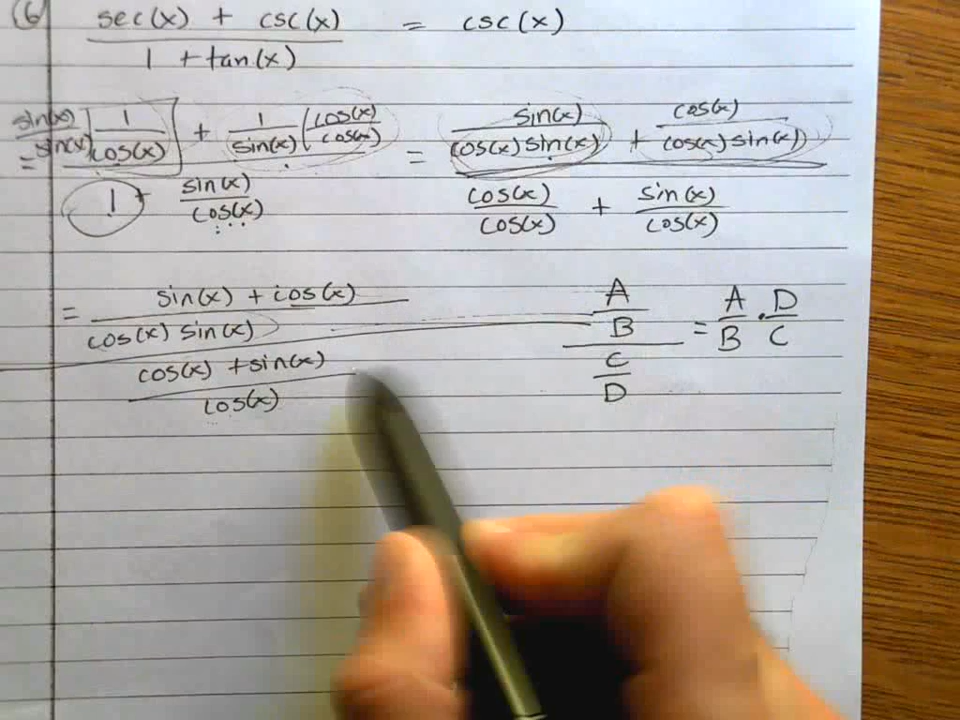 (6) sec(x) + csc(x) = csc(x)
1 + tan(x)
sin(x) 1 + 1 (cos(x) = sin(x) + cos(x)
= sin(x) cos(x) sin(x) cos(x)) cos(x) sin(x) cos(x) sin(x))
1 + sin(x) cos(x) + sin(x)
cos(x) cos(x) cos(x)
= sin(x) + cos(x) A = A . D
cos(x) sin(x) B B C
cos(x) + sin(x) C
cos(x) D